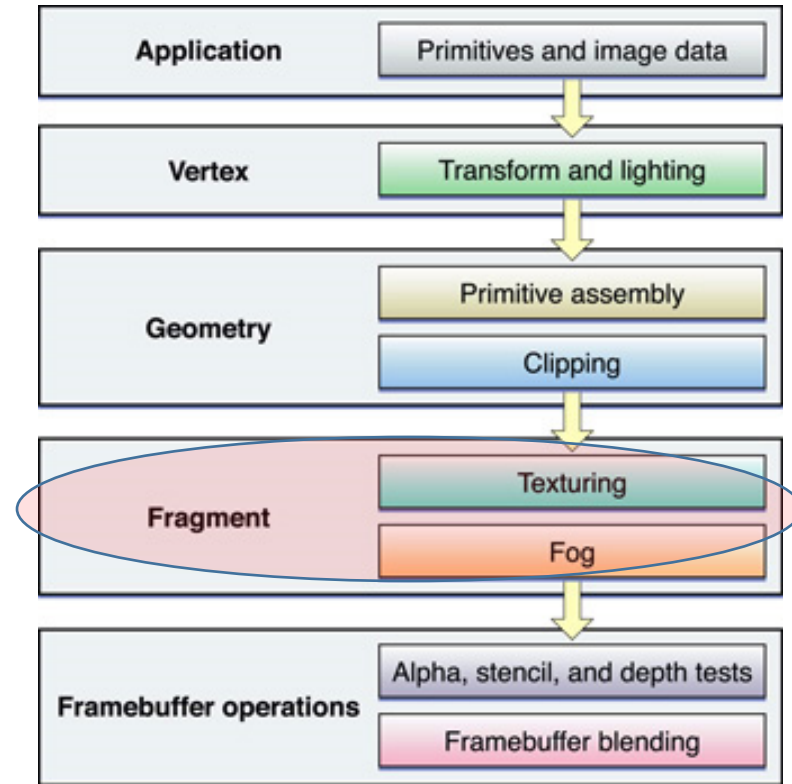 Application
Primitives and image data
Vertex
Transform and lighting
Geometry
Primitive assembly
Clipping
Fragment
Texturing
Fog
Framebuffer operations
Alpha, stencil, and depth tests
Framebuffer blending